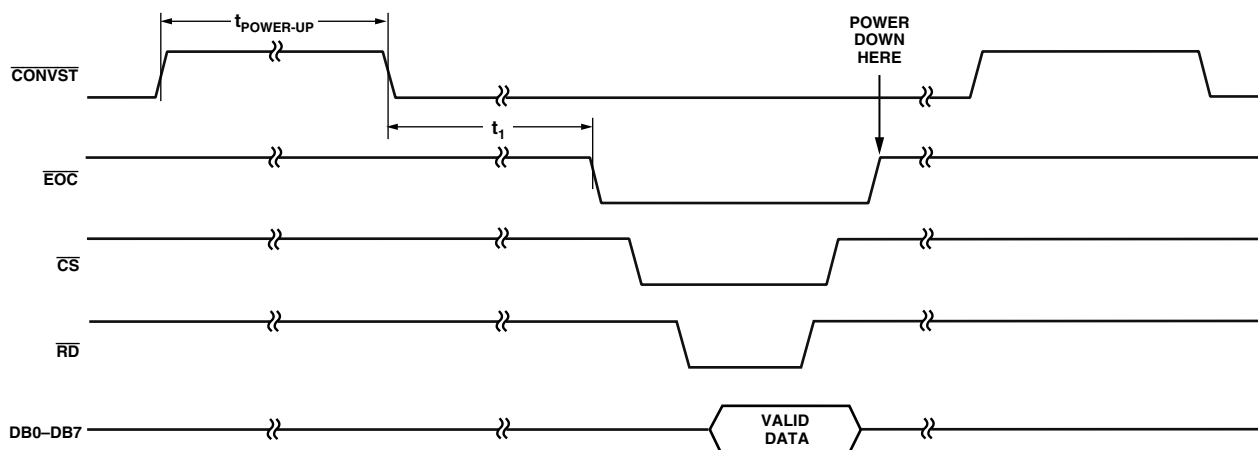 tPOWER-UP
POWER
DOWN
HERE
CONVST
t1
EOC
CS
RD
DB0–DB7
VALID
DATA